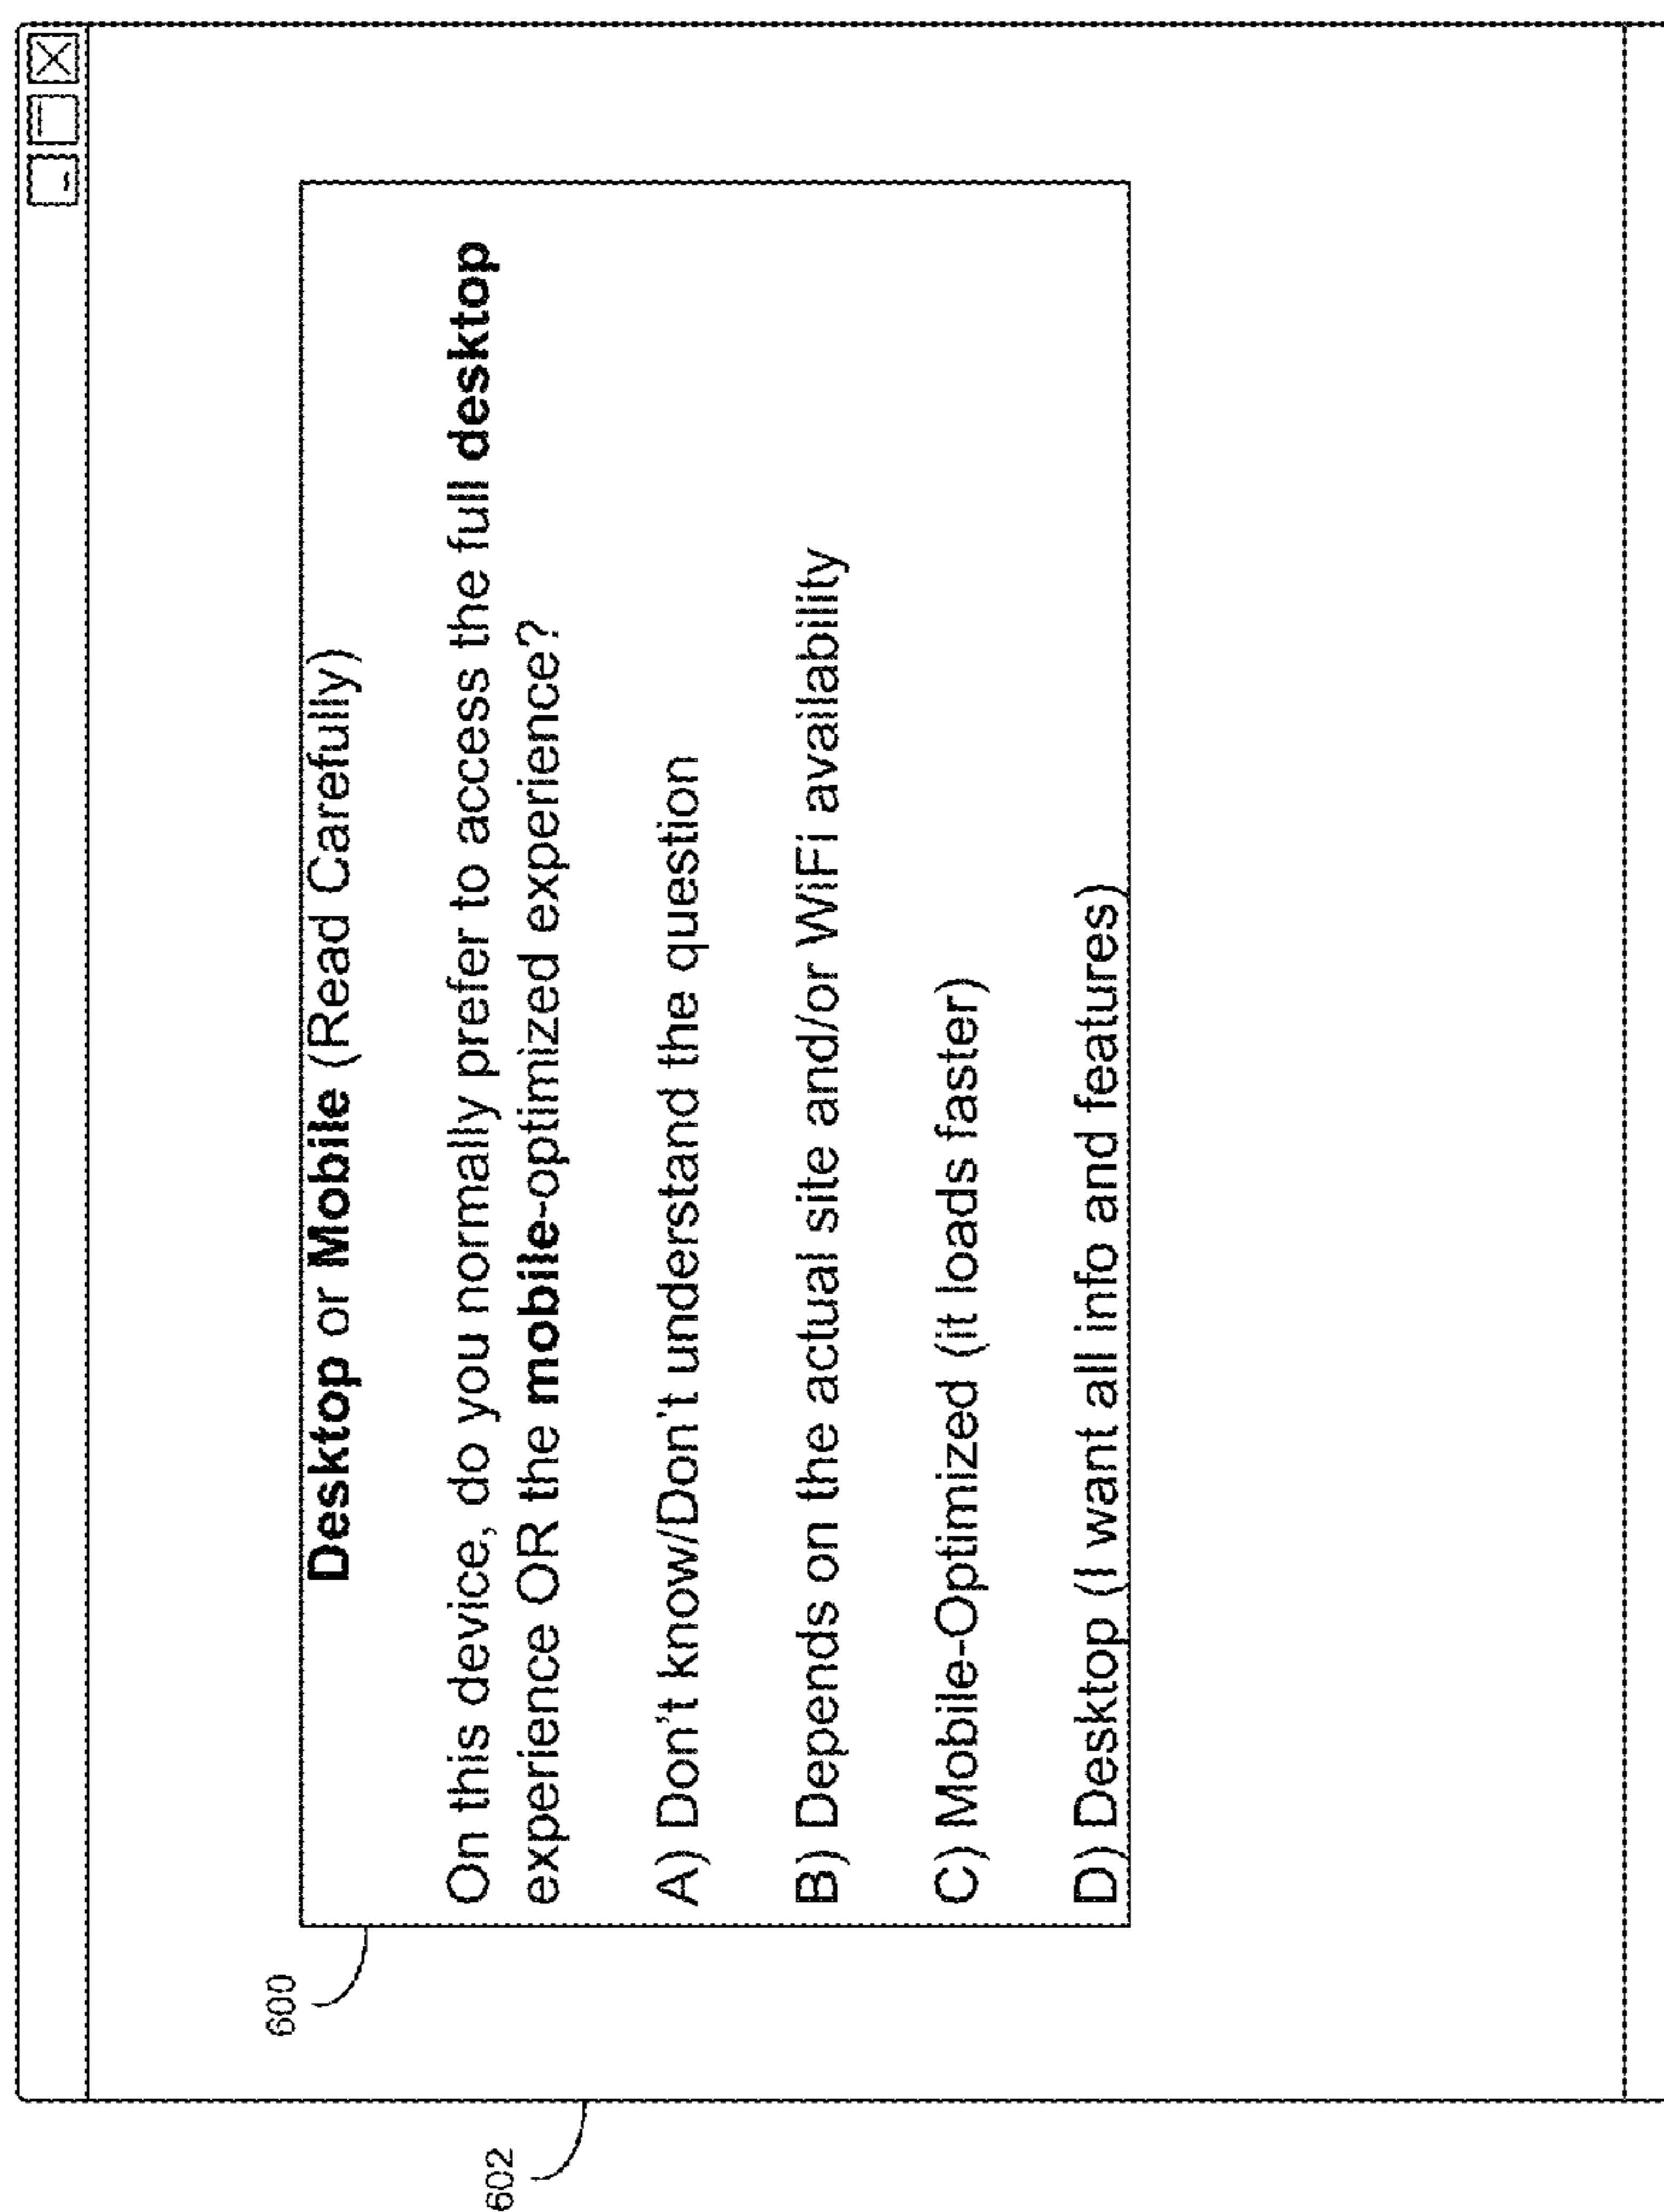 Desktop or Mobile (Read Carefully)
On this device, do you normally prefer to access the full desktop
experience OR the mobile-optimized experience?
A) Don't know/Don't understand the question
B) Depends on the actual site and/or WiFi availability
C) Mobile-Optimized (it loads faster)
D) Desktop (I want all info and features)
600
602